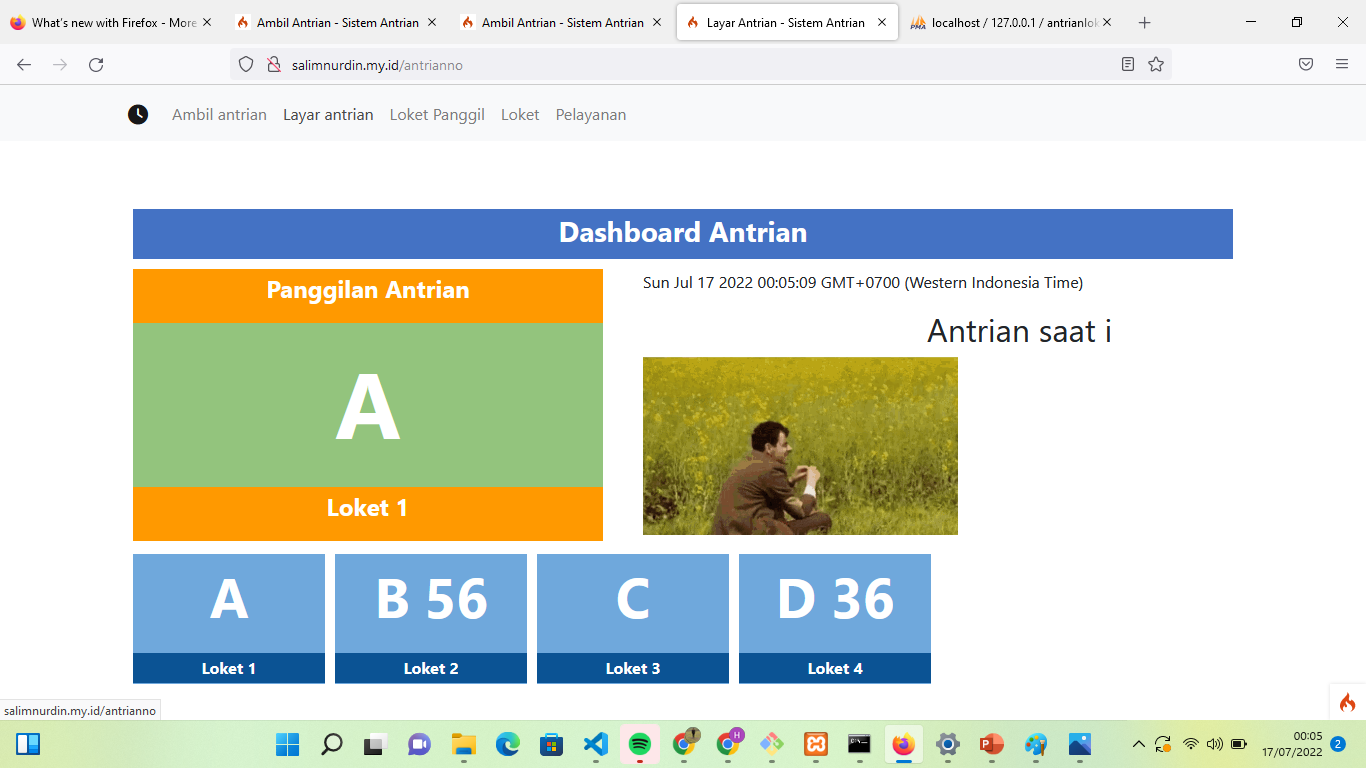 What's new with Firefox - More
Ambil Antrian - Sistem Antrian
Ambil Antrian - Sistem Antrian
Layar Antrian - Sistem Antrian
PMA
localhost / 127.0.0.1 / antrianlok
salimnurdin.my.id/antrianno
Ambil antrian Layar antrian Loket Panggil Loket Pelayanan
Dashboard Antrian
Panggilan Antrian
A
Loket 1
Sun Jul 17 2022 00:05:09 GMT+0700 (Western Indonesia Time)
Antrian saat i
A
Loket 1
B 56
Loket 2
C
Loket 3
D 36
Loket 4
salimnurdin.my.id/antrianno
H
P
00:05
17/07/2022
2